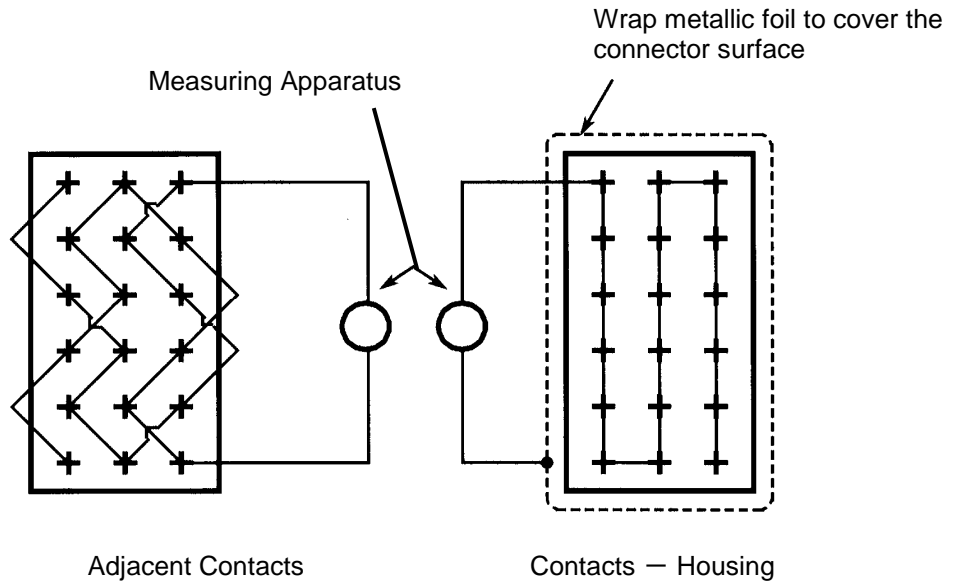 Wrap metallic foil to cover the
connector surface
Measuring Apparatus
Adjacent Contacts
Contacts － Housing